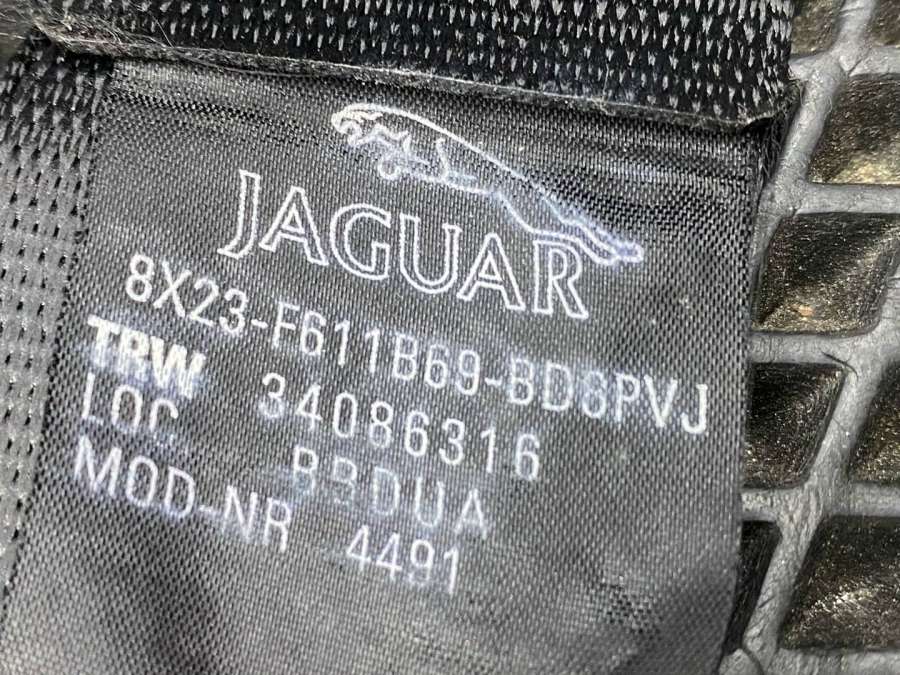 JAGUAR
8X23-F611B69-BD8PVJ
TRW 34086316
LOC. BBDUA
MOD-NR 4491